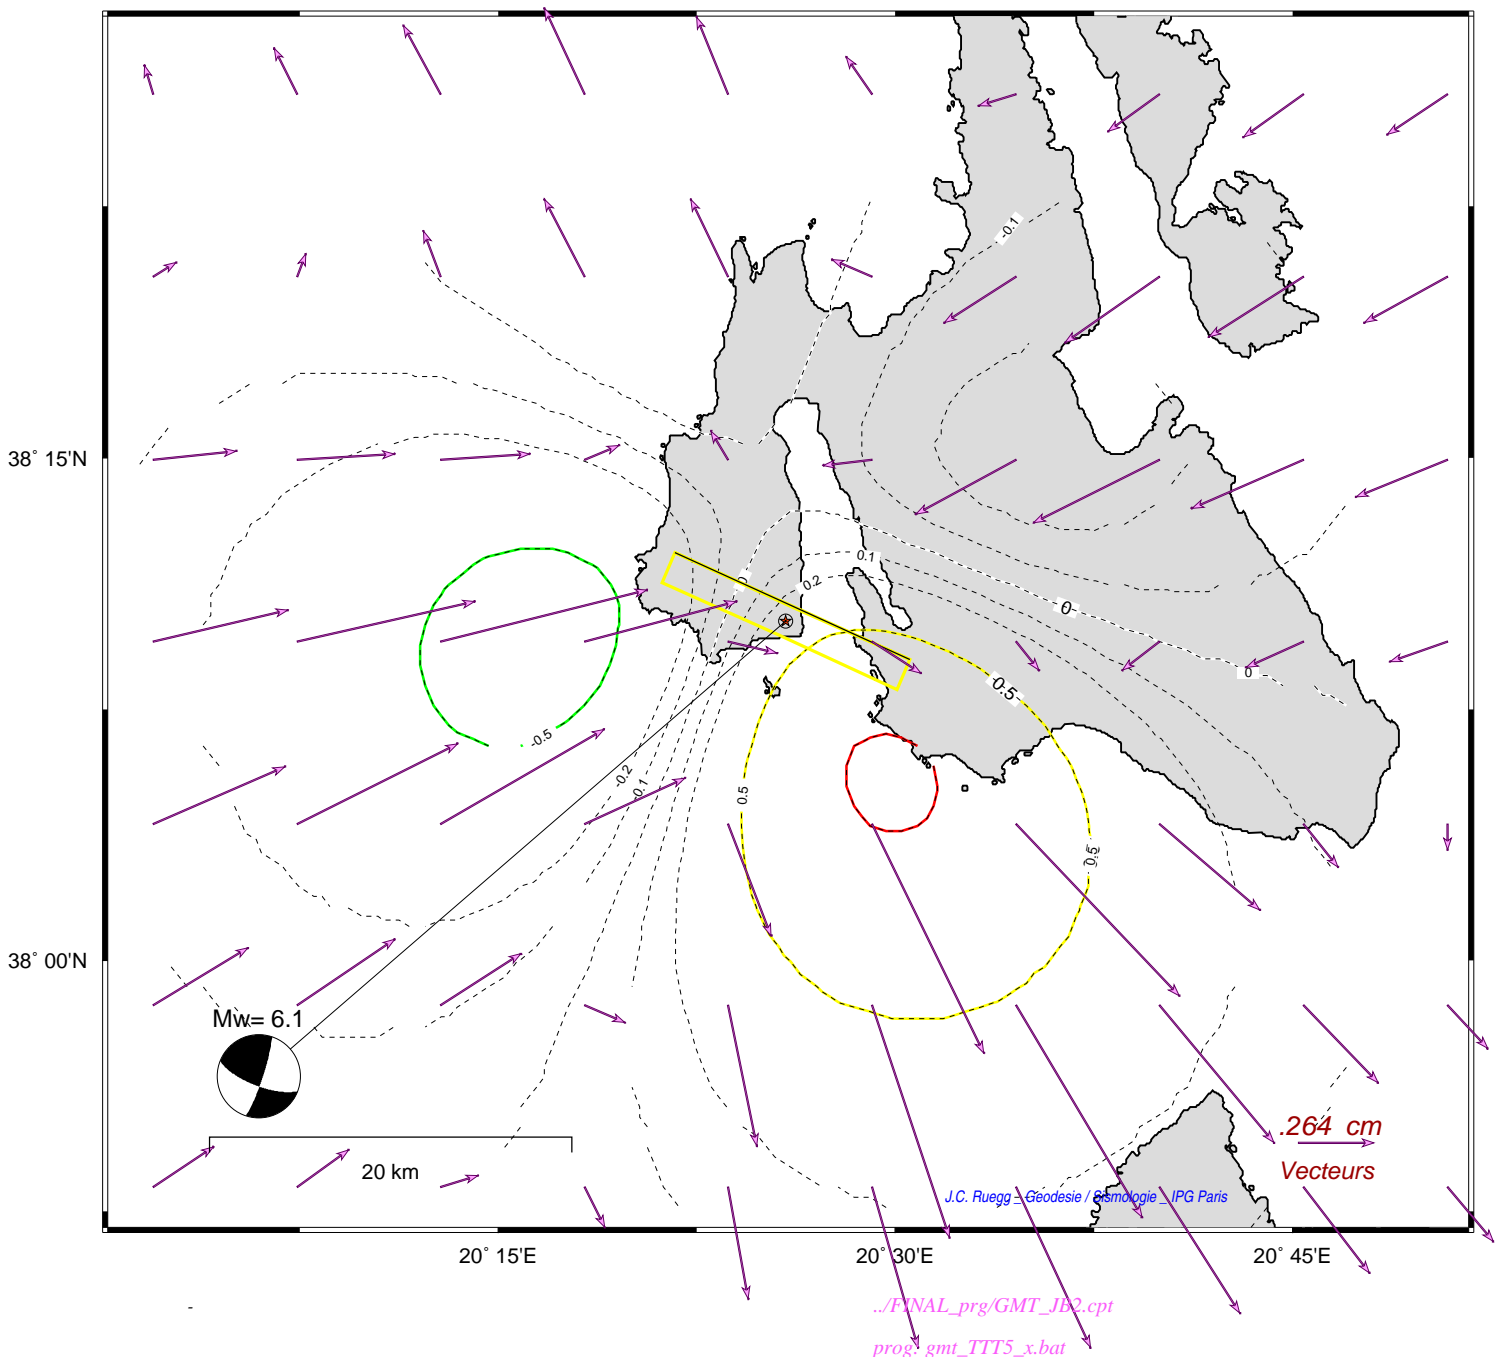 -0.1
38° 15'N
0.1
0.2
0
0
0.5
0
-0.5
-0.2
-0.1
0.5
0.5
38° 00'N
Mw= 6.1
.264 cm
20 km
Vecteurs
J.C. Ruegg _ Geodesie / Sismologie _ IPG Paris
20° 15'E
20° 30'E
20° 45'E
-
../FINAL_prg/GMT_JB2.cpt
prog: gmt_TTT5_x.bat